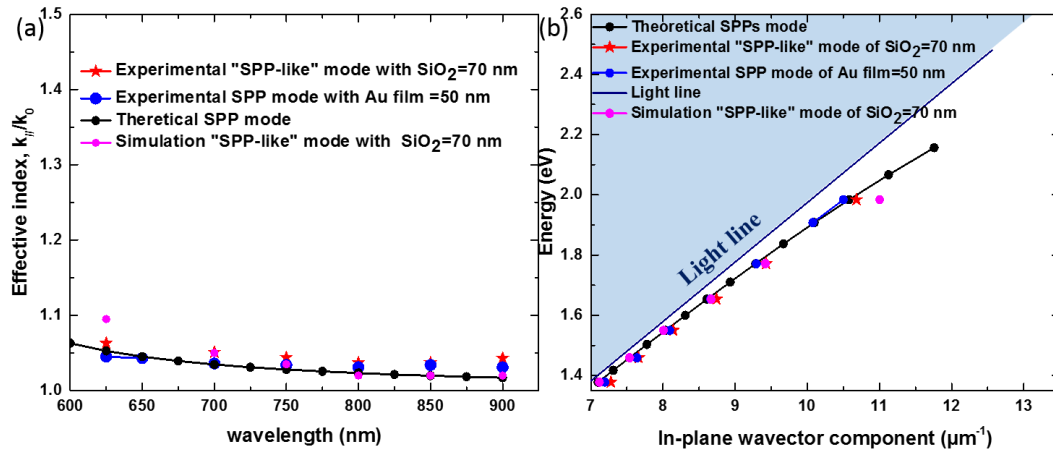 (a)
Experimental "SPP-like" mode with SiO2=70 nm
Experimental SPP mode with Au film =50 nm
Theretical SPP mode
Simulation "SPP-like" mode with SiO2=70 nm
Effective index, k//k0
1.5
1.4
1.3
1.2
1.1
1.0
600
650
700
750
800
850
900
wavelength (nm)
(b)
Theoretical SPPs mode
Experimental "SPP-like" mode of SiO2=70 nm
Experimental SPP mode of Au film=50 nm
Light line
Simulation "SPP-like" mode of SiO2=70 nm
Light line
Energy (eV)
2.6
2.4
2.2
2.0
1.8
1.6
1.4
7
8
9
10
11
12
13
In-plane wavector component (µm-1)